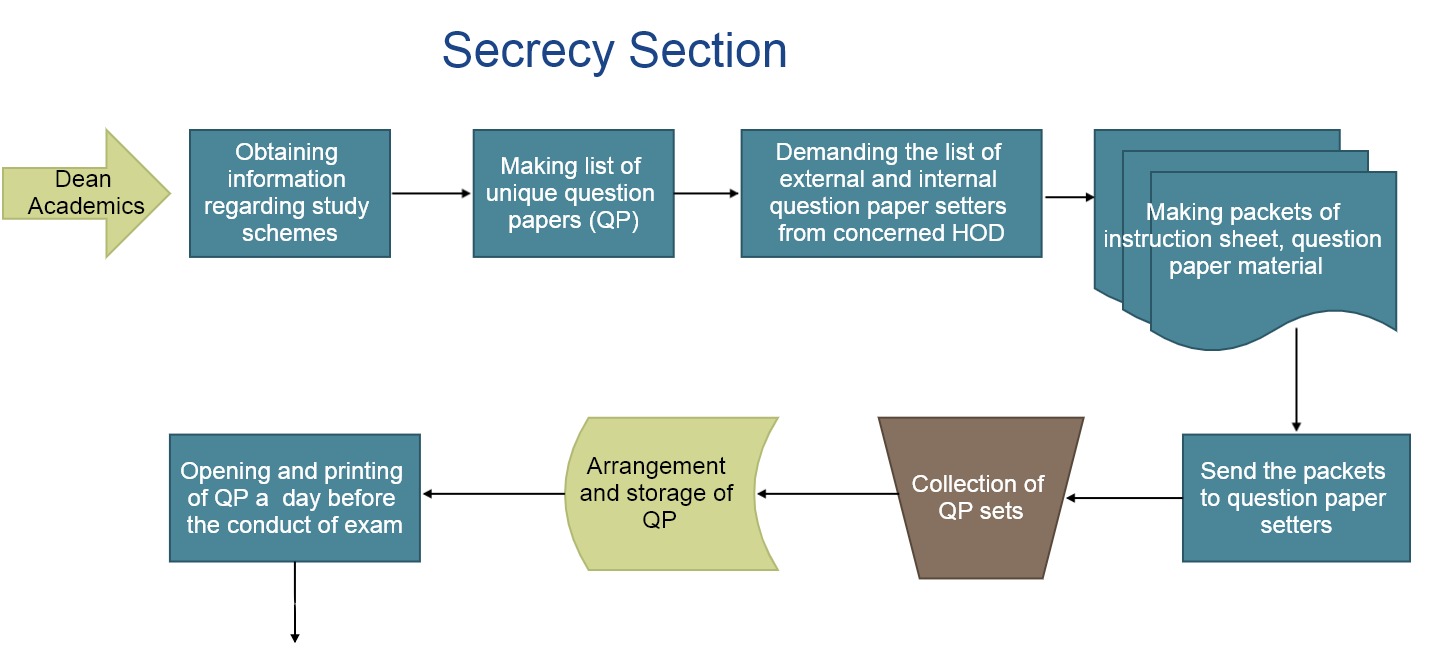 Secrecy Section
Dean
Academics
Obtaining
information
regarding study
schemes
Making list of
unique question
papers (QP)
Demanding the list of
external and internal
question paper setters
from concerned HOD
Making packets of
instruction sheet, question
paper material
Opening and printing
of QP a  day before
the conduct of exam
Arrangement
and storage of
QP
Collection of
QP sets
Send the packets
to question paper
setters